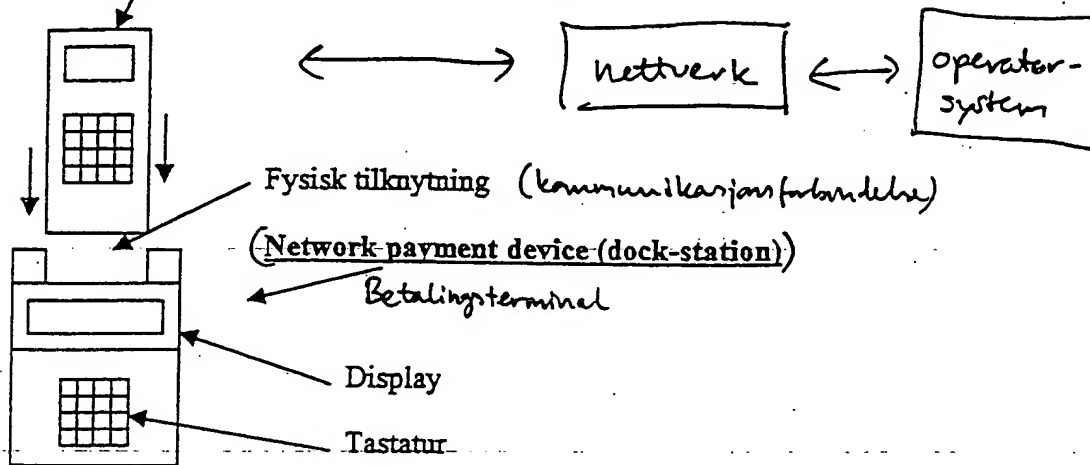 nettverk
operatør-
system
Fysisk tilknytning (kommunikasjonsforbindelse)
(Network payment device (dock-station))
Betalingsterminal
Display
Tastatur